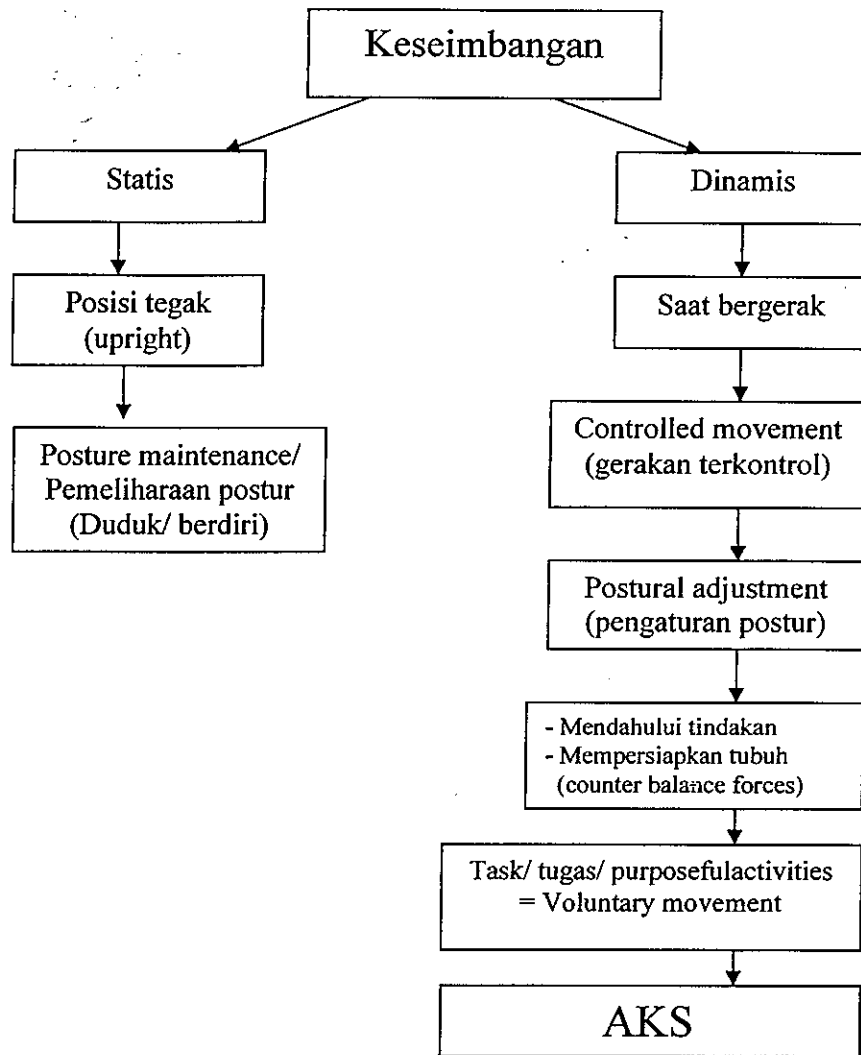 Keseimbangan
Statis
Dinamis
Posisi tegak
(upright)
Saat bergerak
Posture maintenance/
Pemeliharaan postur
(Duduk/ berdiri)
Controlled movement
(gerakan terkontrol)
Postural adjustment
(pengaturan postur)
- Mendahului tindakan
- Mempersiapkan tubuh
(counter balance forces)
Task/ tugas/ purposefulactivities
= Voluntary movement
AKS